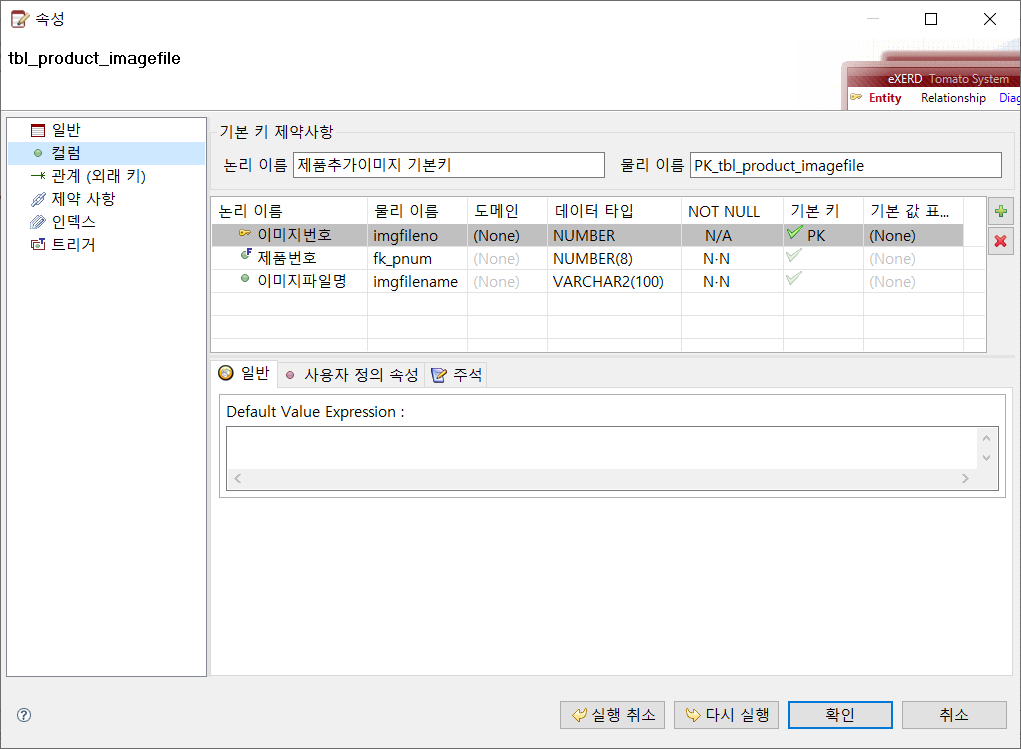 속성
tbl_product_imagefile
eXERD Tomato System
Entity Relationship Diag
일반
컬럼
관계 (외래 키)
제약 사항
인덱스
트리거
기본 키 제약사항
논리 이름 제품추가이미지 기본키 물리 이름 PK_tbl_product_imagefile
논리 이름 물리 이름 도메인 데이터 타입 NOT NULL 기본 키 기본 값 표...
이미지번호 imgfileno (None) NUMBER N/A PK (None)
제품번호 fk_pnum (None) NUMBER(8) N·N (None)
이미지파일명 imgfilename (None) VARCHAR2(100) N·N (None)
일반 사용자 정의 속성 주석
Default Value Expression :
실행 취소 다시 실행 확인 취소